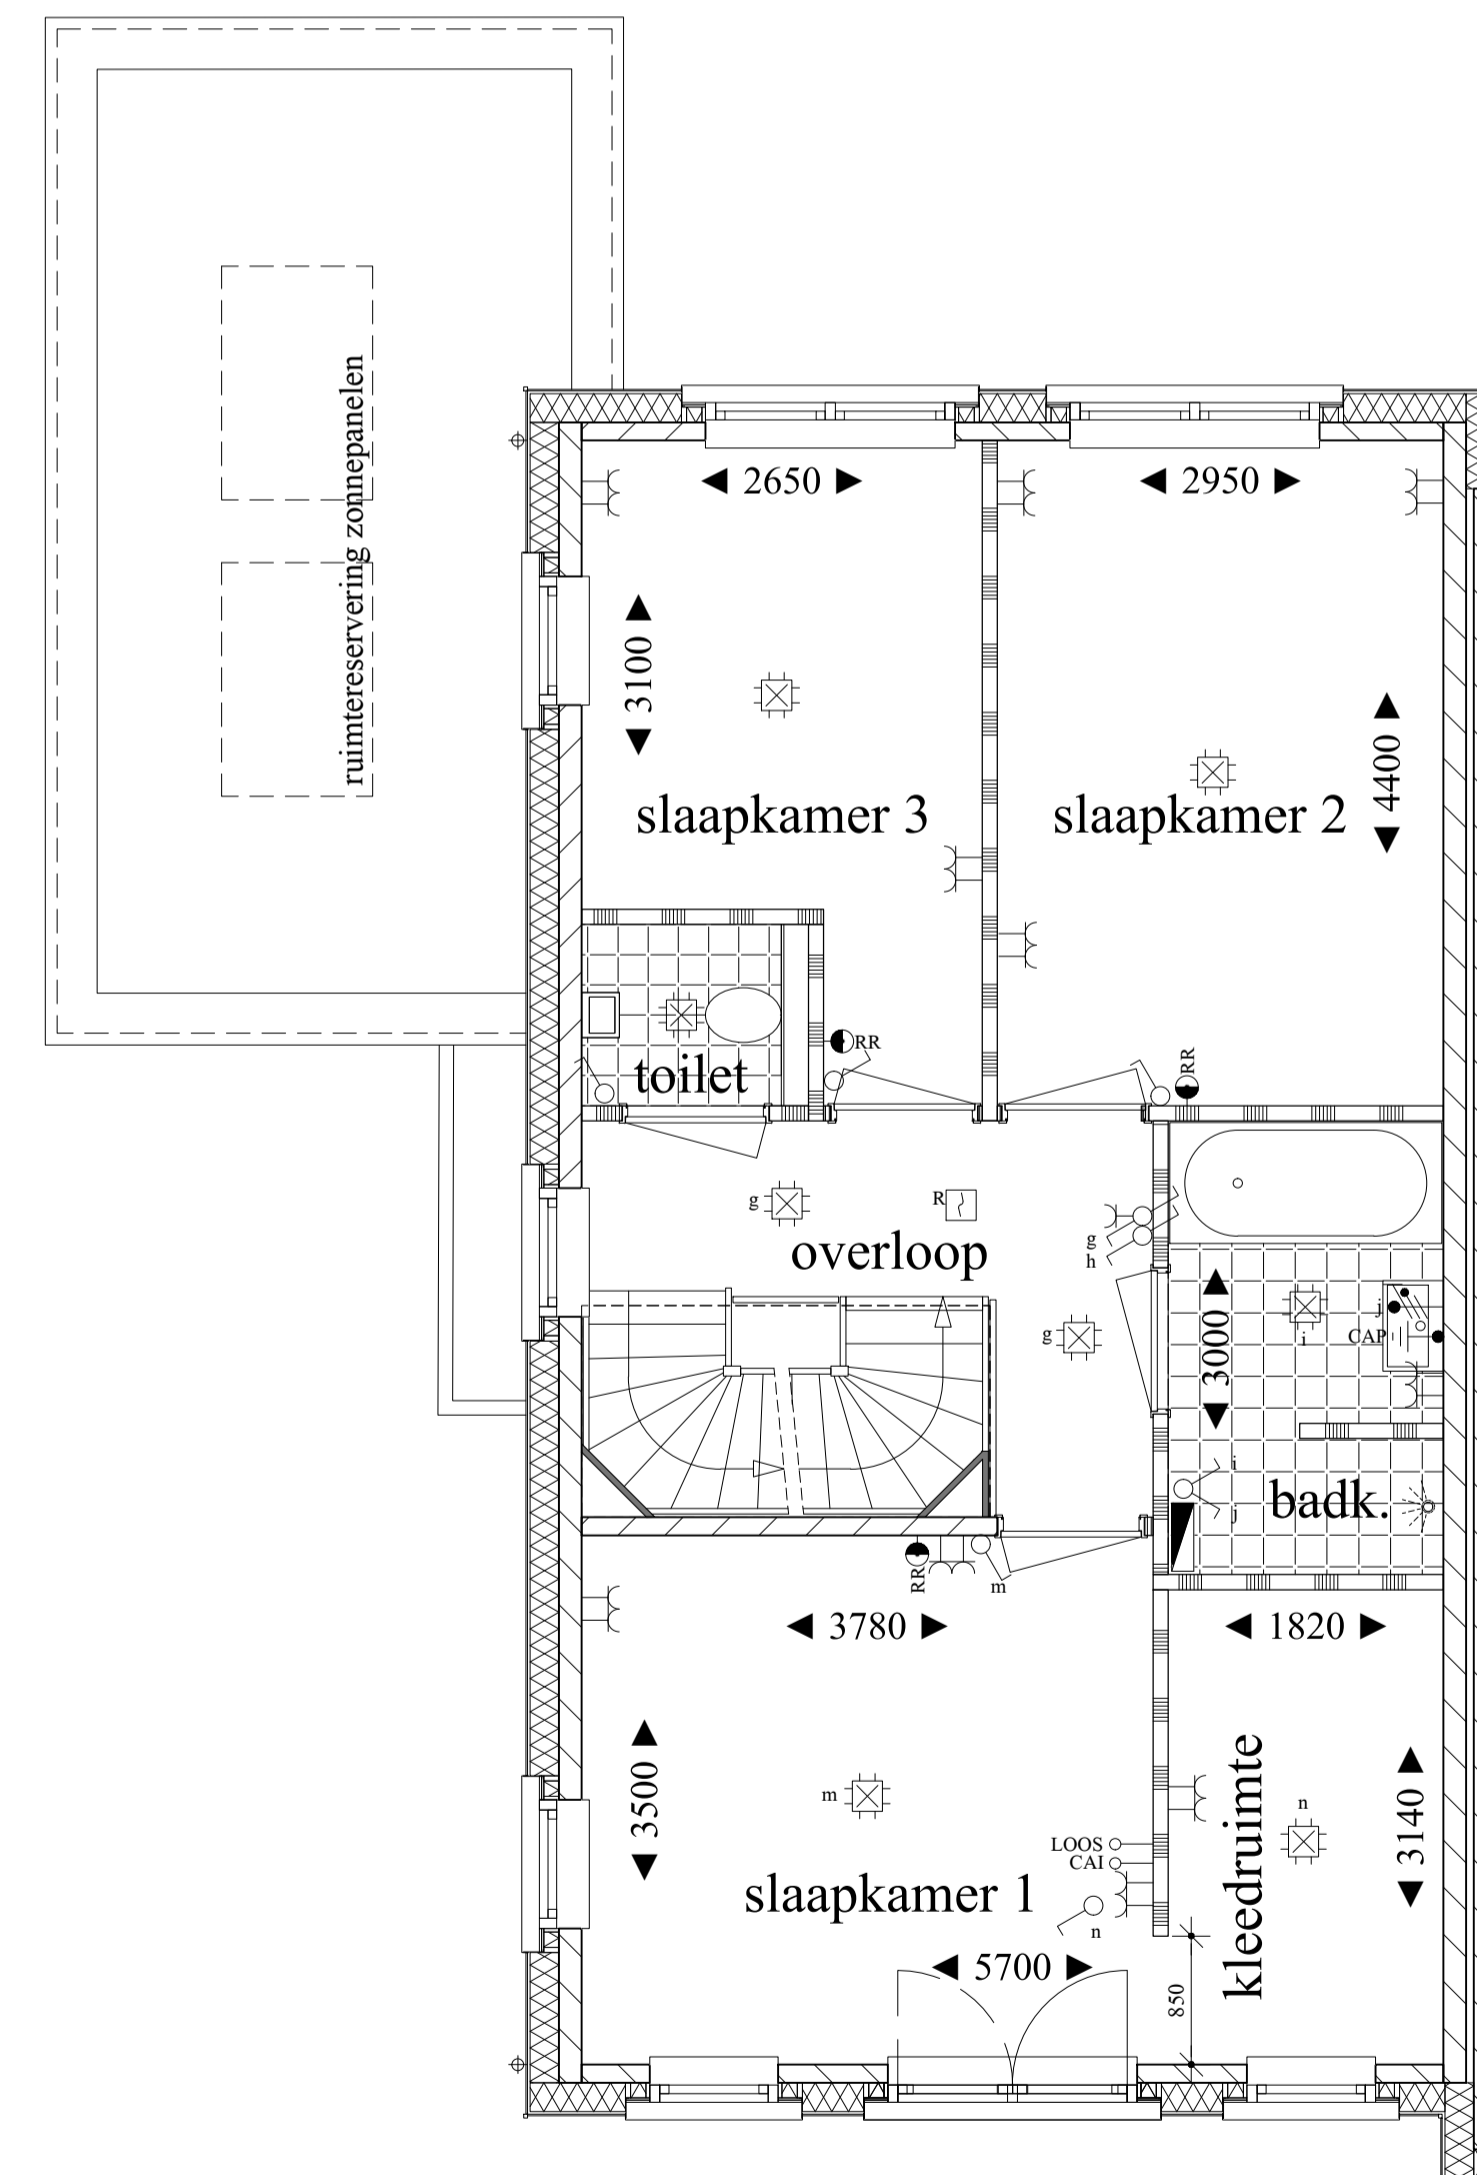 ruimtereservering zonnepanelen
2650
2950
3100
4400
slaapkamer 3
slaapkamer 2
RR
RR
toilet
g
R
g
h
overloop
g
j
i
CAP
3000
i
j
badk.
RR
m
3780
1820
3500
m
n
3140
kleedruimte
LOOS
CAI
slaapkamer 1
n
5700
850